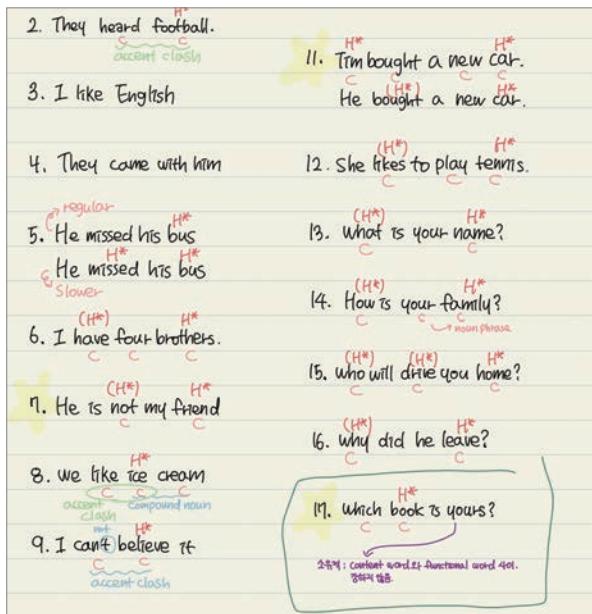 H*
2. They heard football.
C C
accent clash
3. I like English
4. They came with him
regular
H*
5. He missed his bus
H* H*
He missed his bus
Slower
(H*) H*
6. I have four brothers.
C C C
(H*) H*
7. He is not my friend
C C
H*
8. we like ice cream
C C C
accent clash
compound noun
not
H*
9. I can't believe it
C C
accent clash
H* H*
11. Tim bought a new car.
C C C C
(H*) H*
He bought a new car.
(H*) H*
12. She likes to play tennis.
C C C
(H*) H*
13. what is your name?
C C
(H*) H*
14. How is your family?
C C C
noun phrase
(H*) (H*) H*
15. who will drive you home?
C C C
(H*) H*
16. why did he leave?
C C
H*
17. which book is yours?
C C
소유격 : Content word와 functional word 사이.
강하지 않음.